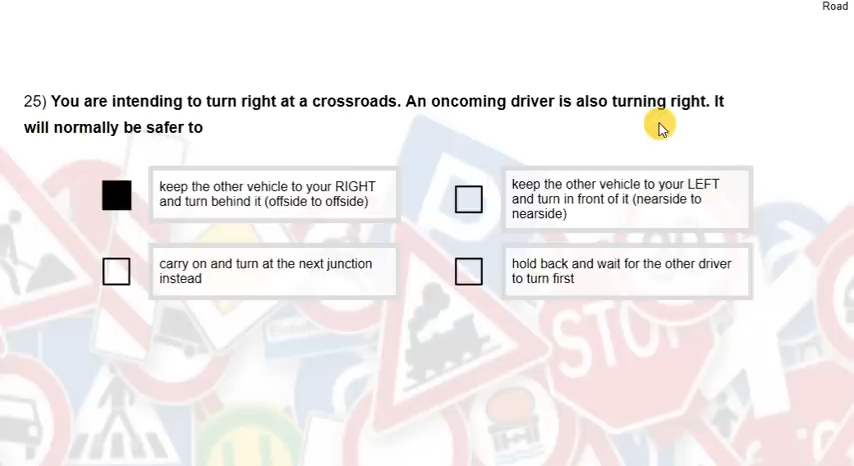 Road
25) You are intending to turn right at a crossroads. An oncoming driver is also turning right. It
will normally be safer to
keep the other vehicle to your RIGHT
and turn behind it (offside to offside)
keep the other vehicle to your LEFT
and turn in front of it (nearside to
nearside)
carry on and turn at the next junction
instead
hold back and wait for the other driver
to turn first
P
STOP